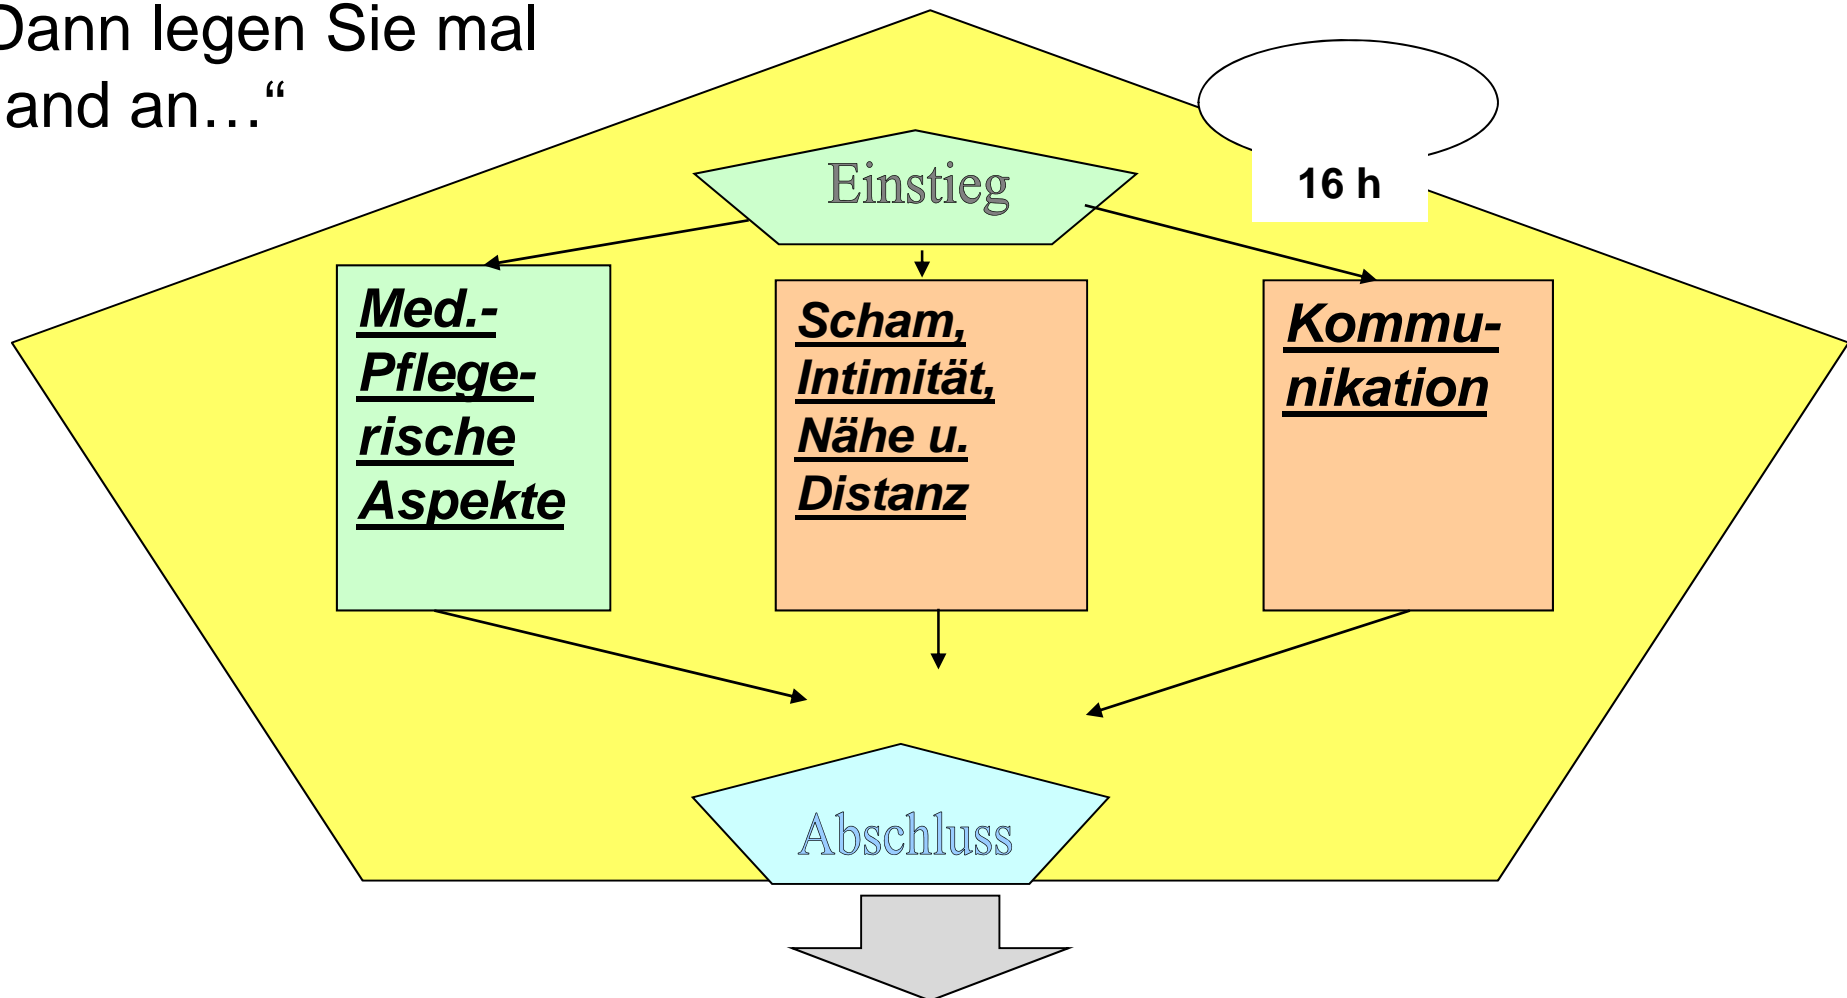 Dann legen Sie mal
and an…“
Einstieg
16 h
Med.-
Pflege-
rische
Aspekte
Scham,
Intimität,
Nähe u.
Distanz
Kommu-
nikation
Abschluss